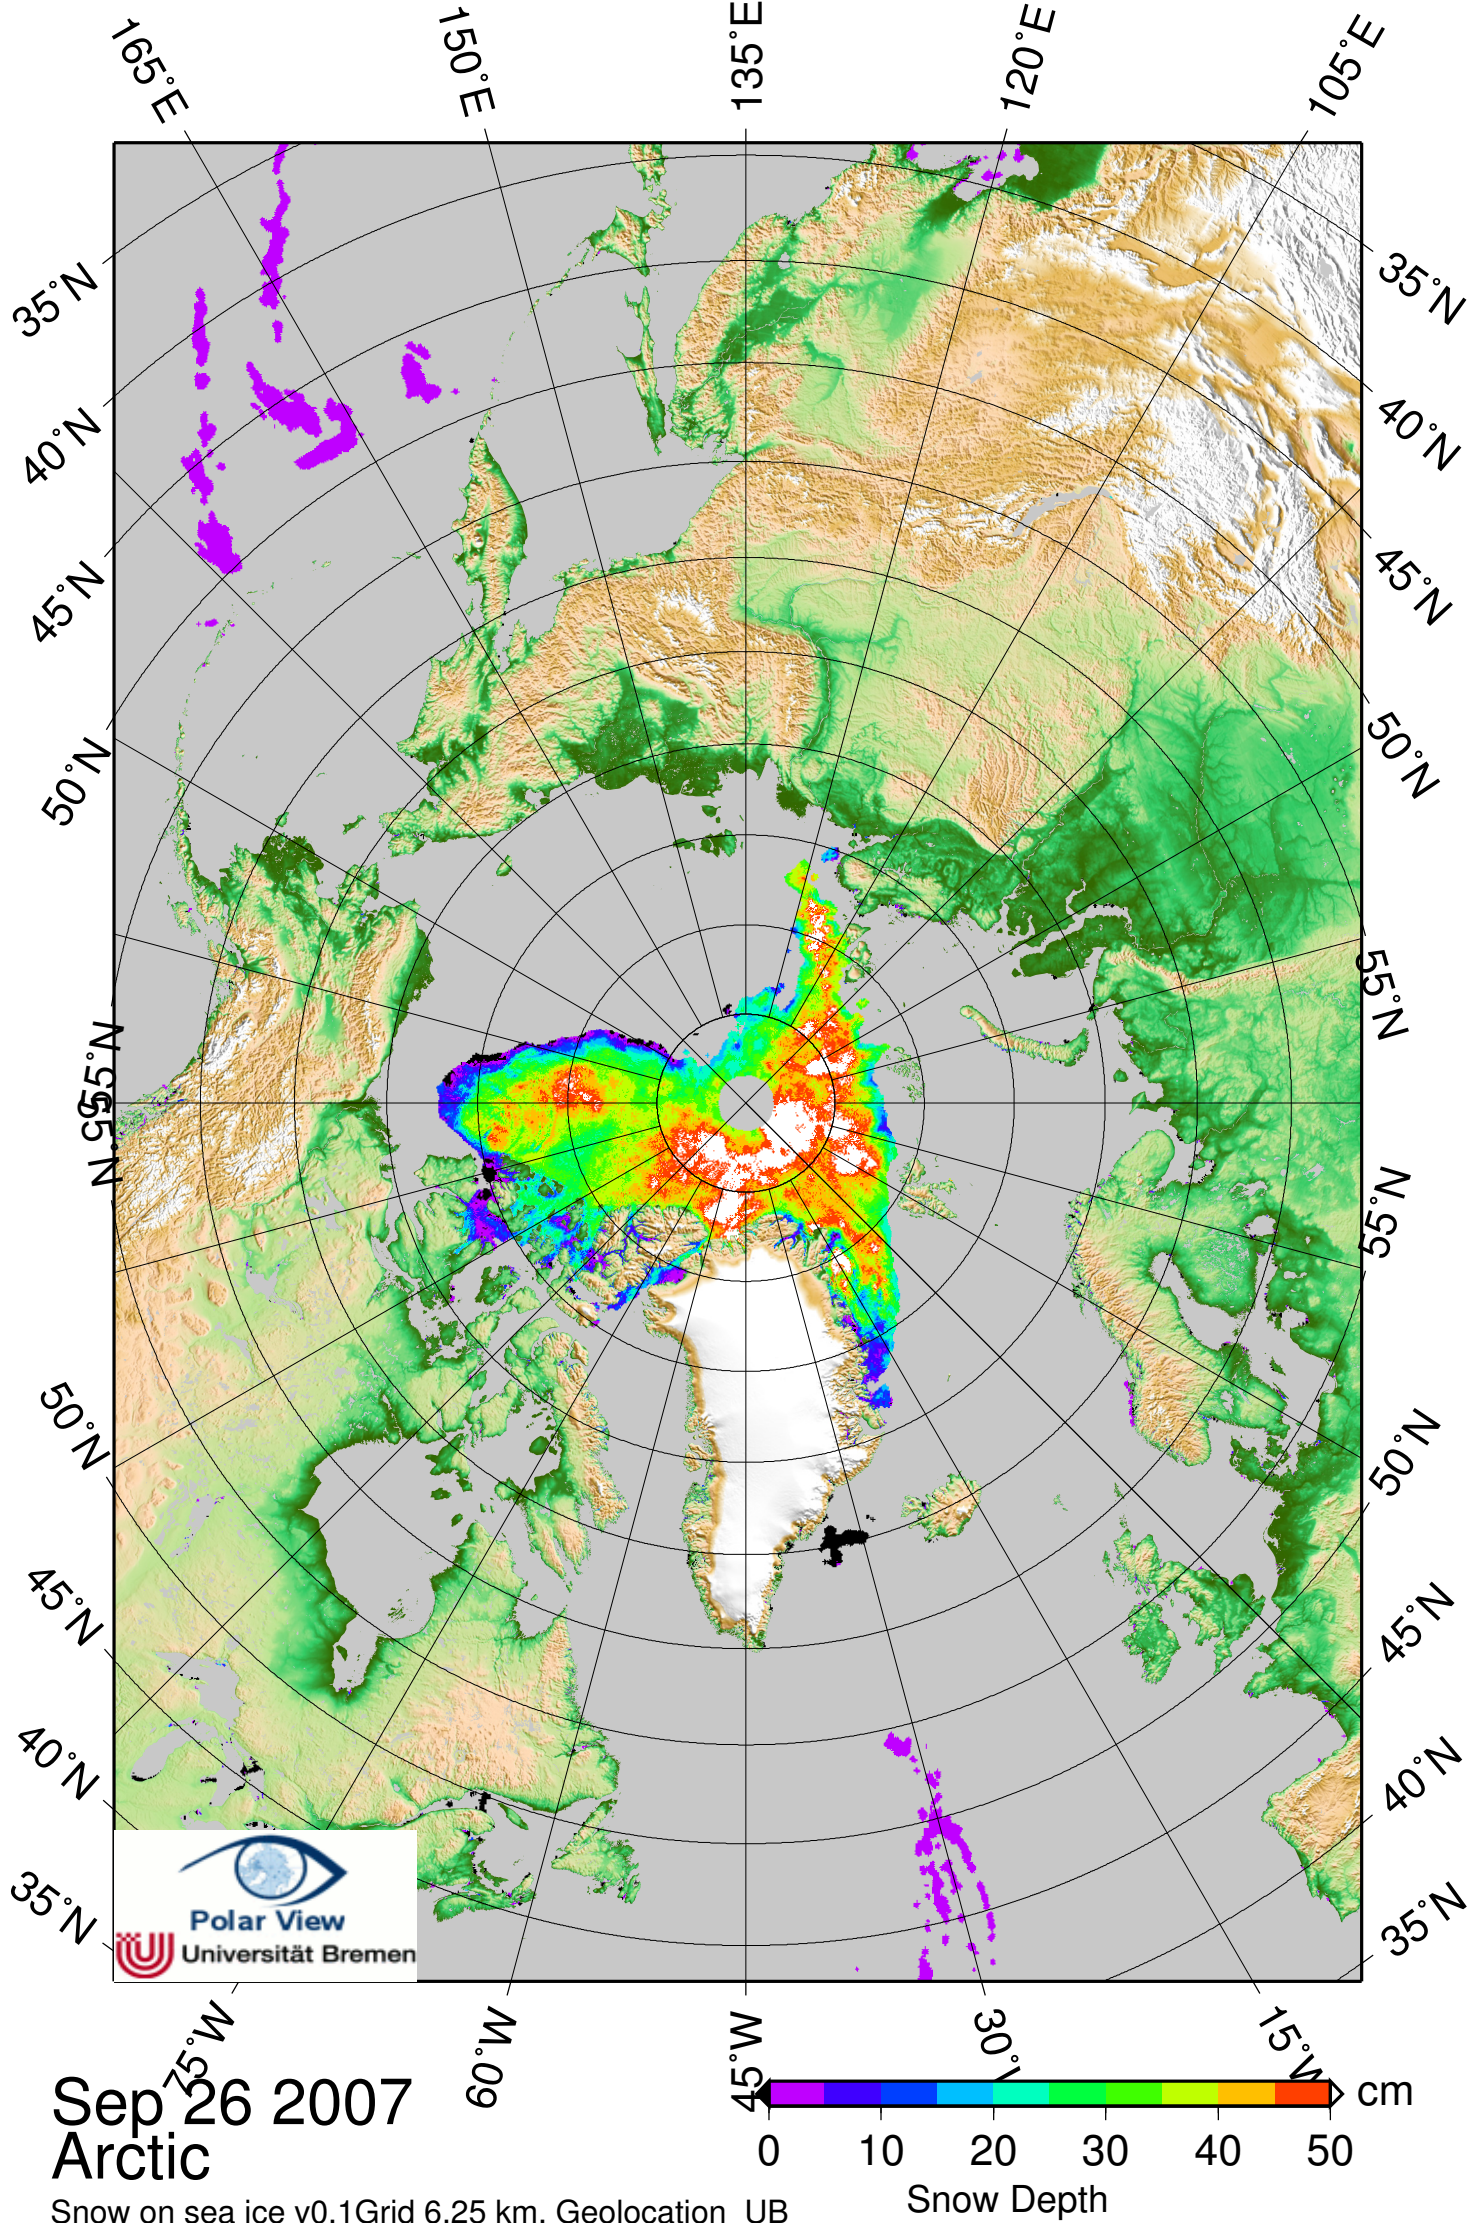 165°E 150°E 135°E 120°E 105°E
35°N 35°N
40°N 40°N
45°N 45°N
50°N 50°N
55°N 55°N
55°N 55°N
50°N 50°N
45°N 45°N
40°N 40°N
35°N 35°N
Polar View
Universität Bremen
75°W 60°W 45°W 30°W 15°W
Sep 26 2007
Arctic
Snow on sea ice v0.1Grid 6.25 km, Geolocation UB
cm
0 10 20 30 40 50
Snow Depth